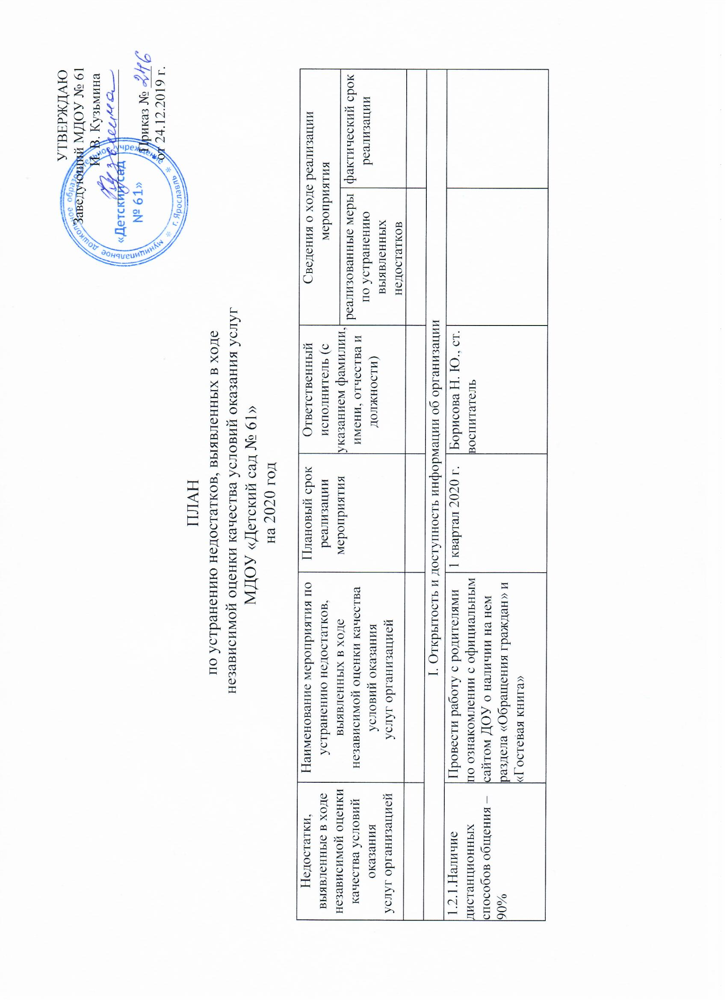 УТВЕРЖДАЮ
Заведующий МДОУ № 61
И. В. Кузьмина
Кузьмина
Приказ № 246
от 24.12.2019 г.
муниципальное дошкольное образовательное учреждение * г. Ярославль *
«Детский сад
№ 61»
ПЛАН
по устранению недостатков, выявленных в ходе
независимой оценки качества условий оказания услуг
МДОУ «Детский сад № 61»
на 2020 год
Недостатки,
выявленные в ходе
независимой оценки
качества условий
оказания
услуг организацией
Наименование мероприятия по
устранению недостатков,
выявленных в ходе
независимой оценки качества
условий оказания
услуг организацией
Плановый срок
реализации
мероприятия
Ответственный
исполнитель (с
указанием фамилии,
имени, отчества и
должности)
Сведения о ходе реализации
мероприятия
реализованные меры
по устранению
выявленных
недостатков
фактический срок
реализации
I. Открытость и доступность информации об организации
1.2.1.Наличие
дистанционных
способов общения –
90%
Провести работу с родителями
по ознакомлении с официальным
сайтом ДОУ о наличии на нем
раздела «Обращения граждан» и
«Гостевая книга»
1 квартал 2020 г.
Борисова Н. Ю., ст.
воспитатель